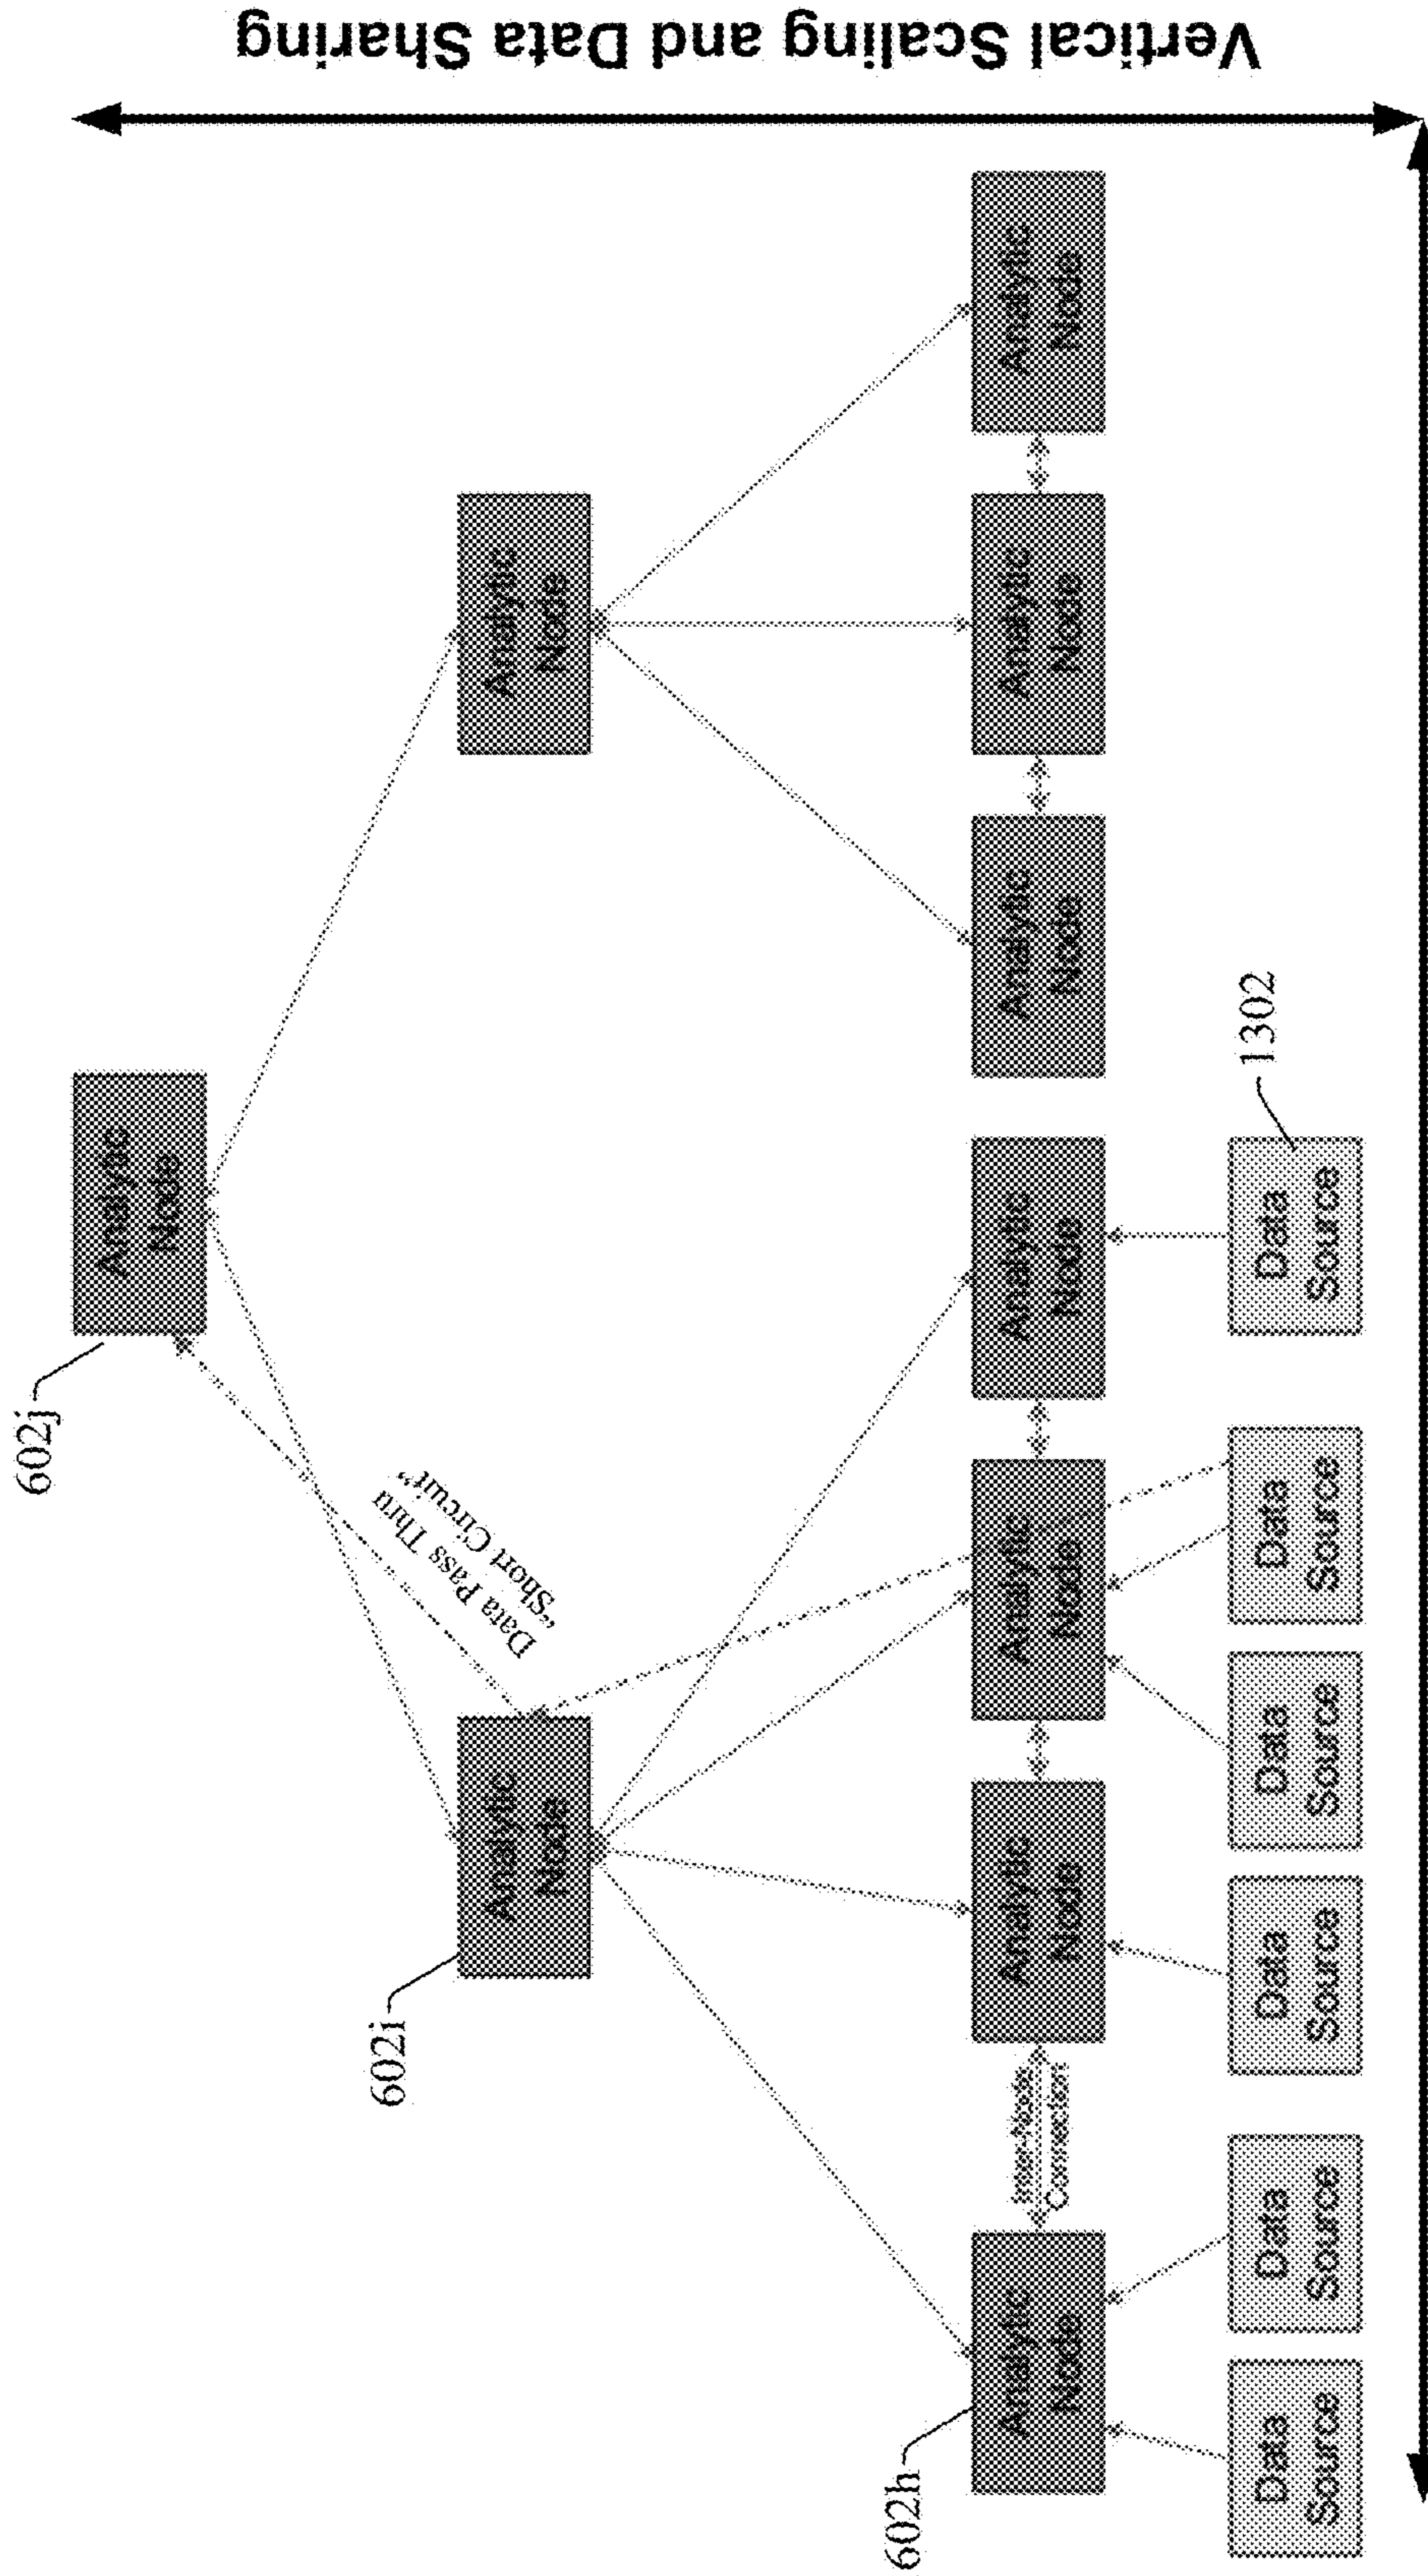 Vertical Scaling and Data Sharing
602j
Analytic
Node
Data Pass Thru
"Short Circuit"
602i
Analytic
Node
Analytic
Node
602h
Analytic
Node
Inter-Node
Connection
Analytic
Node
Analytic
Node
Analytic
Node
Analytic
Node
Analytic
Node
Analytic
Node
1302
Data
Source
Data
Source
Data
Source
Data
Source
Data
Source
Data
Source